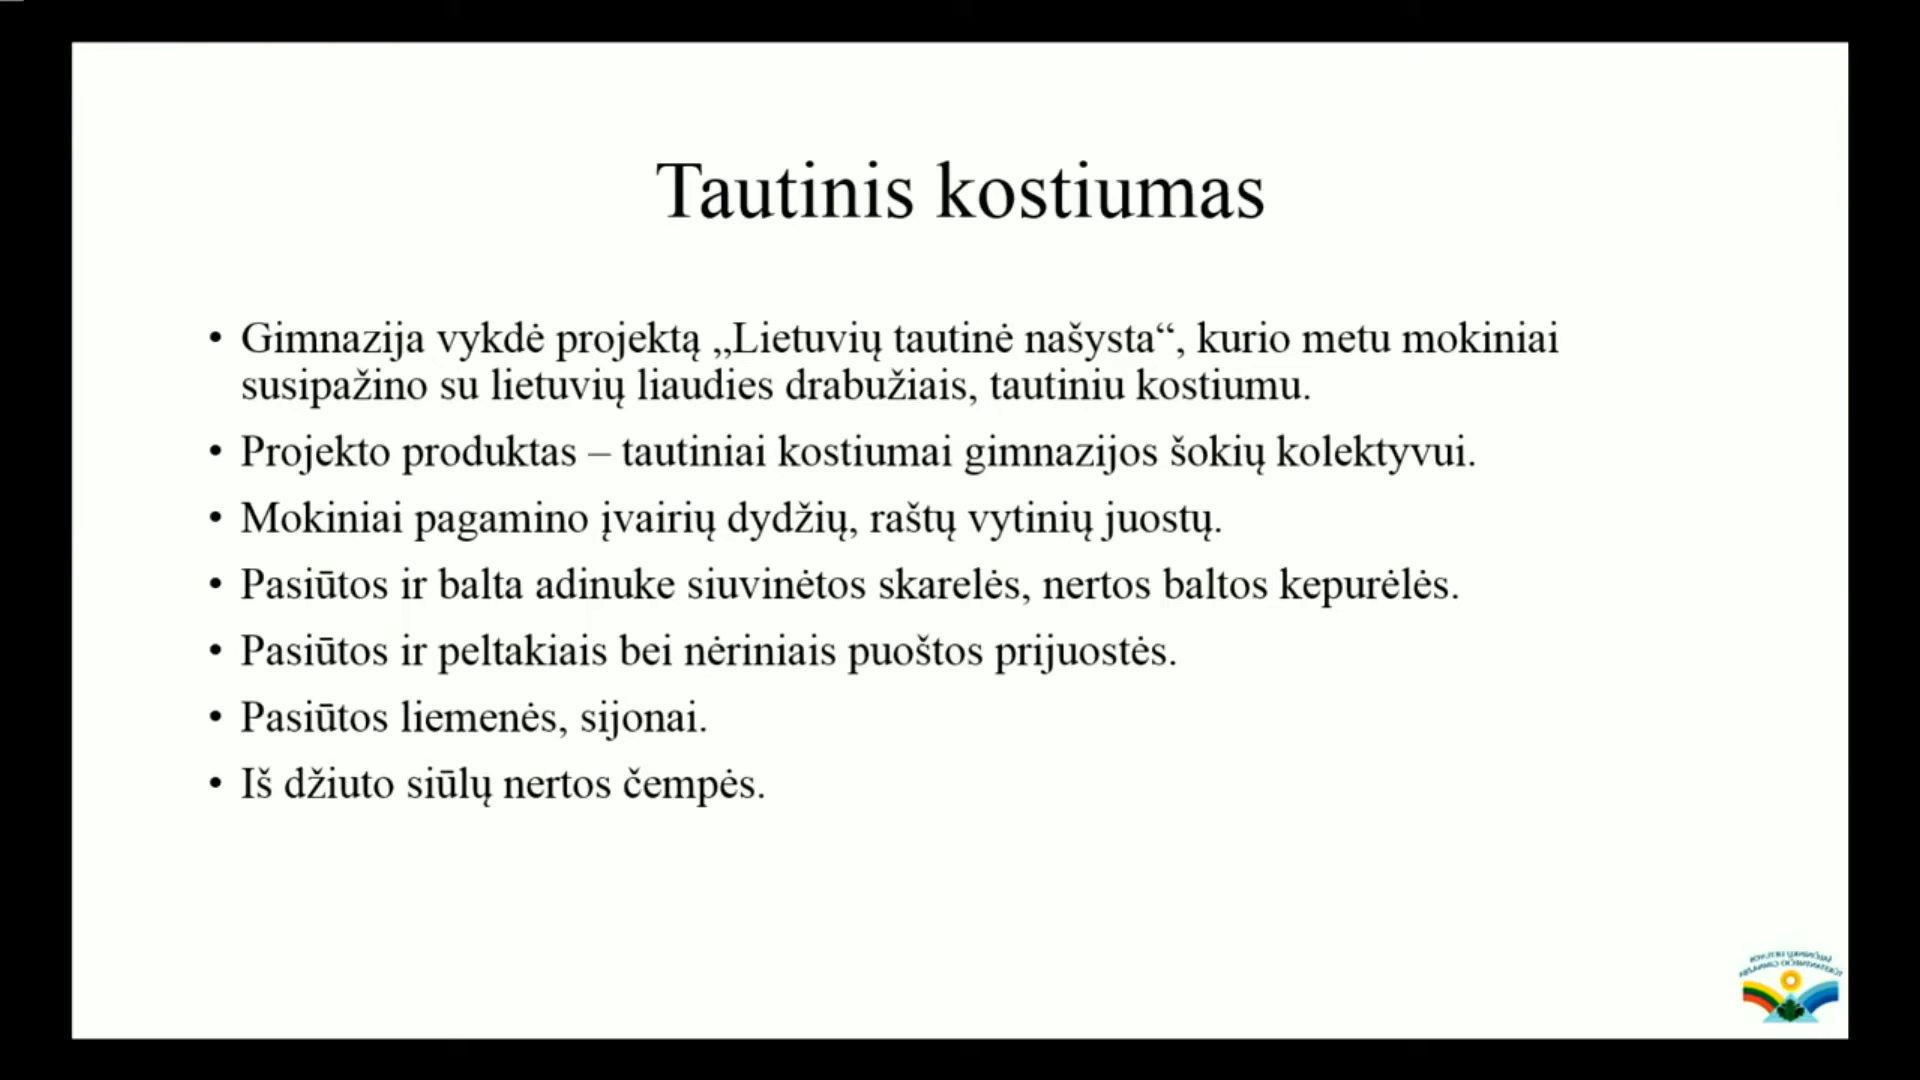 Tautinis kostiumas
• Gimnazija vykdė projektą „Lietuvių tautinė našysta“, kurio metu mokiniai
susipažino su lietuvių liaudies drabužiais, tautiniu kostiumu.
• Projekto produktas – tautiniai kostiumai gimnazijos šokių kolektyvui.
• Mokiniai pagamino įvairių dydžių, raštų vytinių juostų.
• Pasiūtos ir balta adinuke siuvinėtos skarelės, nertos baltos kepurėlės.
• Pasiūtos ir peltakiais bei nėriniais puoštos prijuostės.
• Pasiūtos liemenės, sijonai.
• Iš džiuto siūlų nertos čempės.